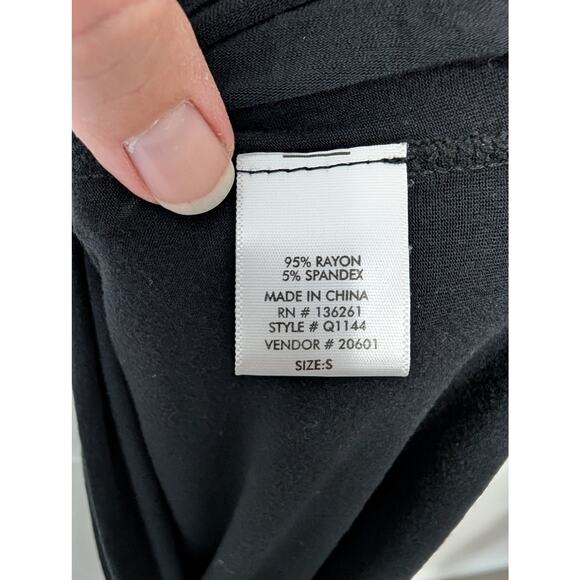 95% RAYON
5% SPANDEX
MADE IN CHINA
RN # 136261
STYLE # Q1144
VENDOR # 20601
SIZE:S